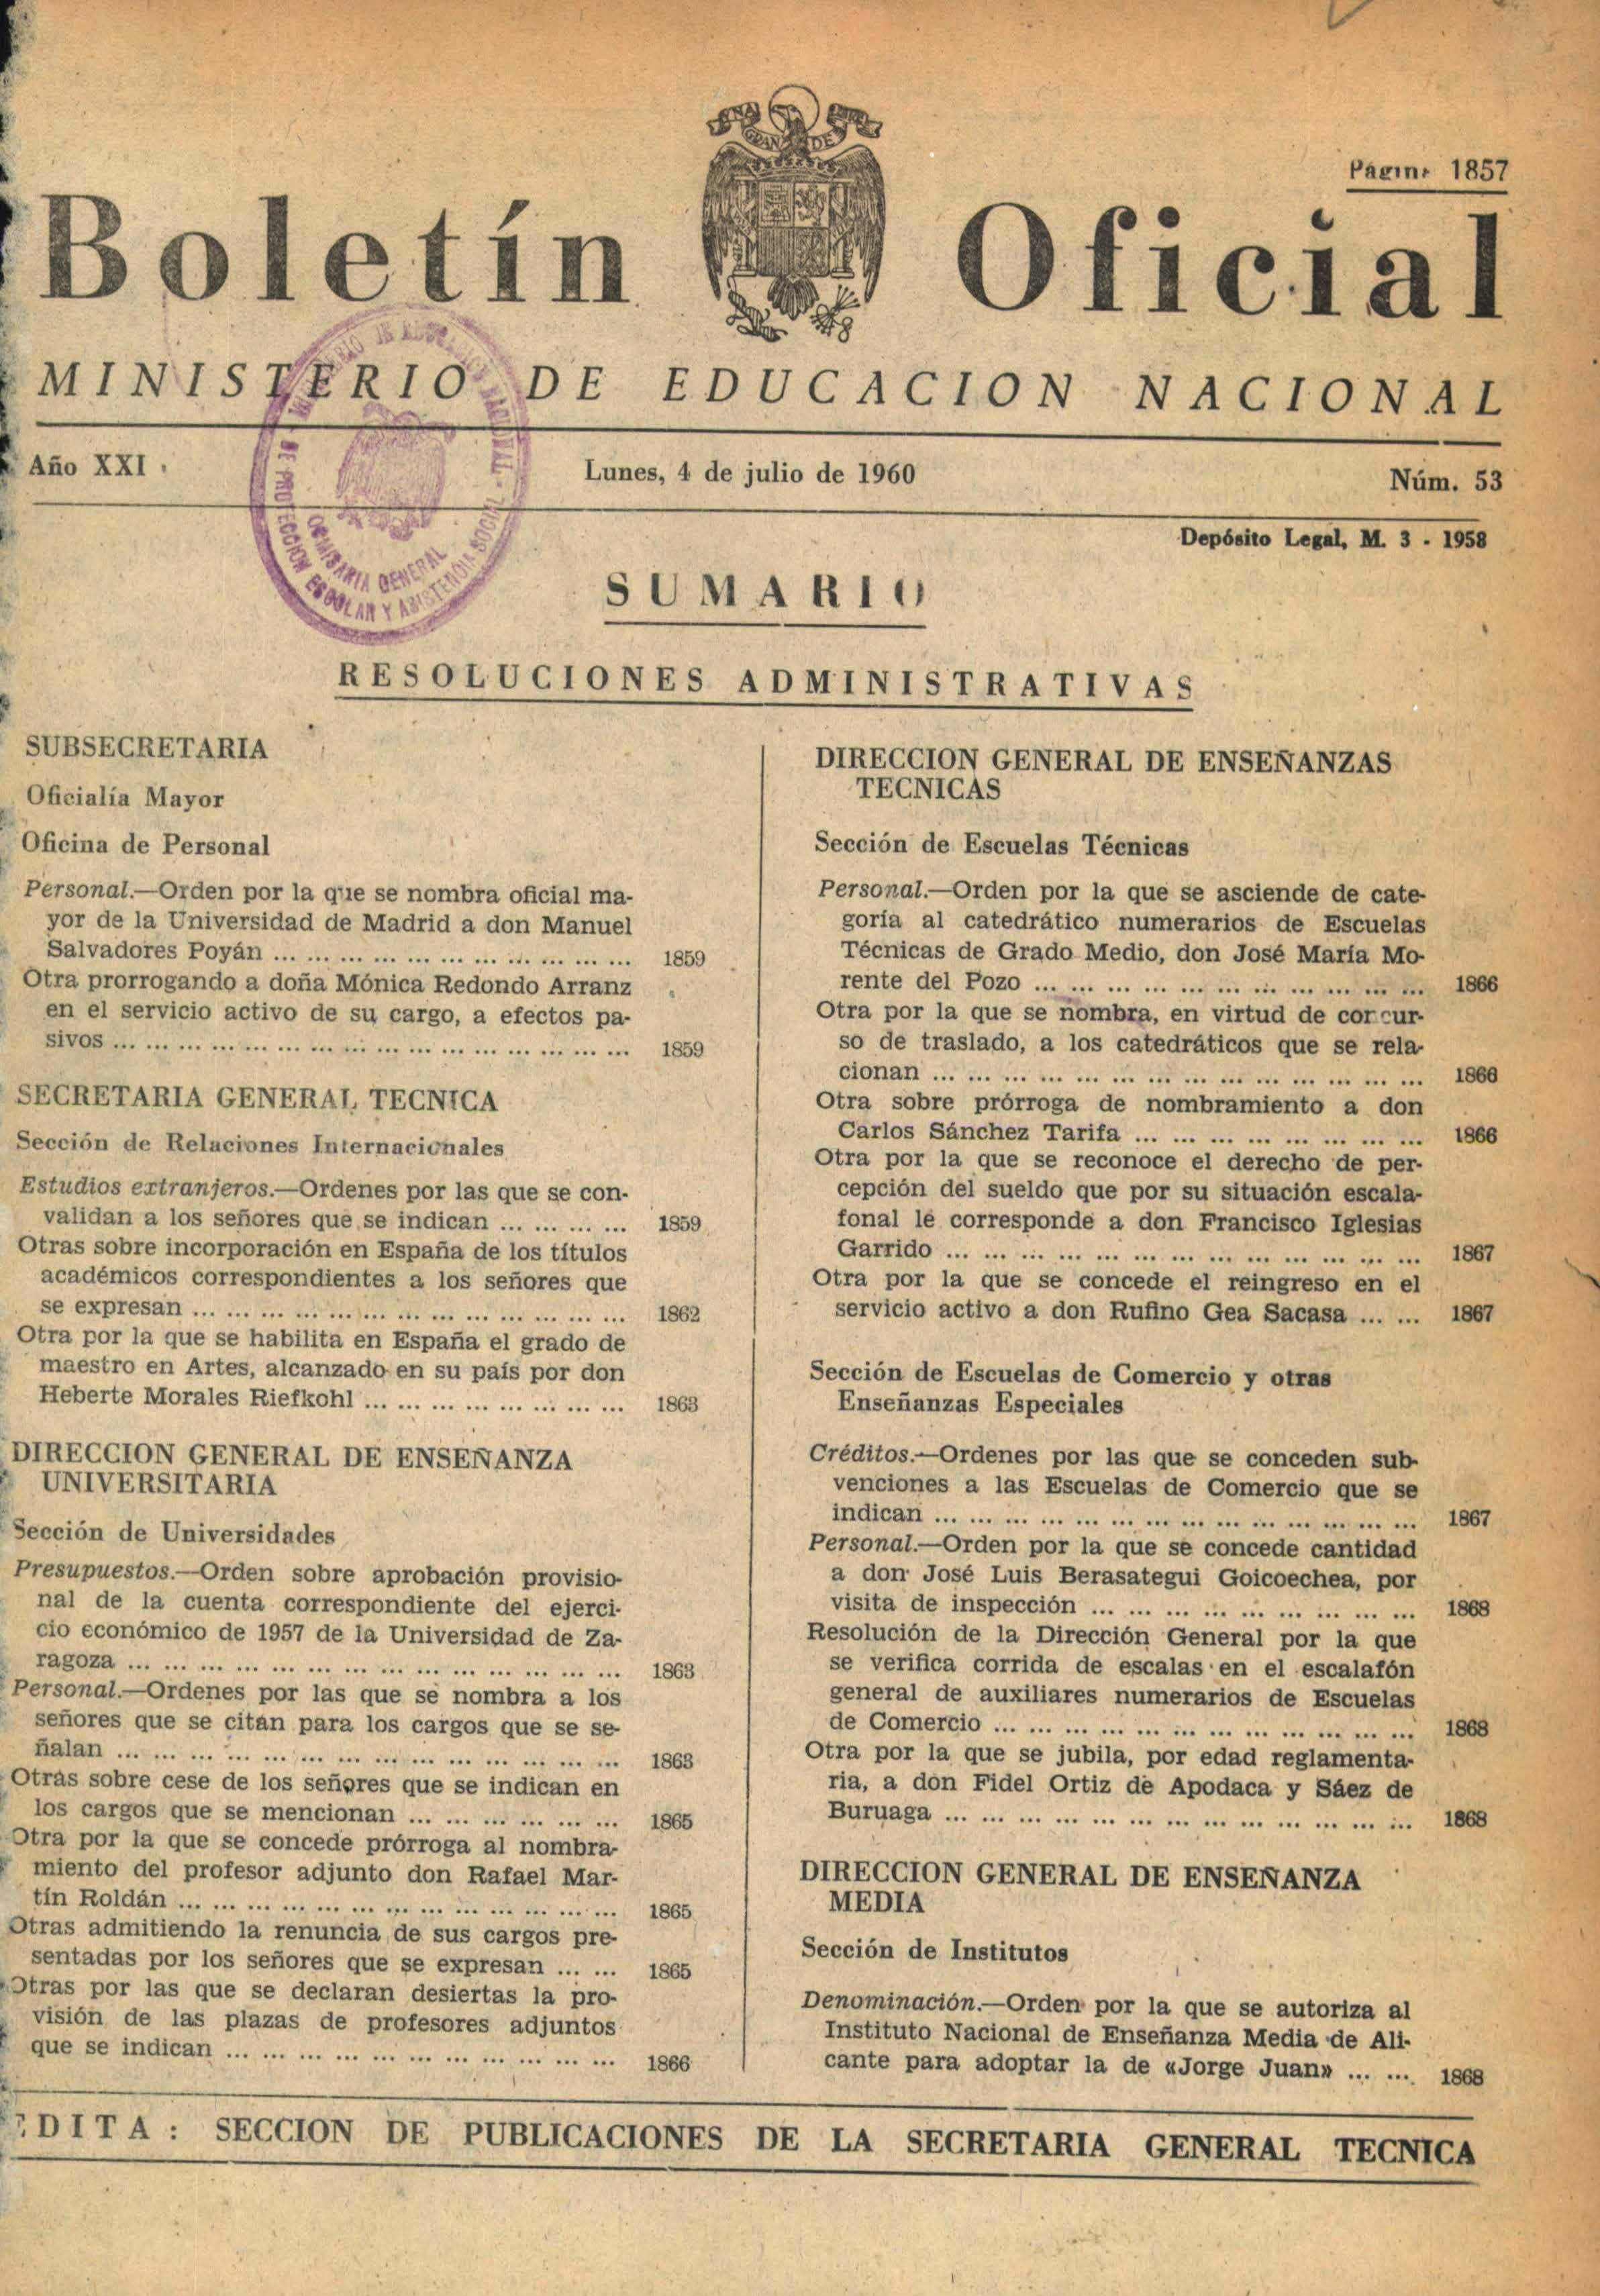 Página 1857
Boletín Oficial
MINISTERIO DE EDUCACION NACIONAL
Año XXI
Lunes, 4 de julio de 1960
Núm. 53
Depósito Legal, M. 3 - 1958
COMISARIA GENERAL
DE PROTECCION ESCOLAR Y ASISTENCIA SOCIAL
SUMARIO
RESOLUCIONES ADMINISTRATIVAS
SUBSECRETARIA
Oficialía Mayor
Oficina de Personal
Personal.—Orden por la que se nombra oficial ma-
yor de la Universidad de Madrid a don Manuel
Salvadores Poyán ... ... ... ... ... ... ... ... ... ... ... 1859
Otra prorrogando a doña Mónica Redondo Arranz
en el servicio activo de su cargo, a efectos pa-
sivos ... ... ... ... ... ... ... ... ... ... ... ... ... ... ... ... 1859
SECRETARIA GENERAL TECNICA
Sección de Relaciones Internacionales
Estudios extranjeros.—Ordenes por las que se con-
validan a los señores que se indican ... ... ... ... 1859
Otras sobre incorporación en España de los títulos
académicos correspondientes a los señores que
se expresan ... ... ... ... ... ... ... ... ... ... ... ... ... 1862
Otra por la que se habilita en España el grado de
maestro en Artes, alcanzado en su país por don
Heberte Morales Riefkohl ... ... ... ... ... ... ... ... 1863
DIRECCION GENERAL DE ENSEÑANZA
UNIVERSITARIA
Sección de Universidades
Presupuestos.—Orden sobre aprobación provisio-
nal de la cuenta correspondiente del ejerci-
cio económico de 1957 de la Universidad de Za-
ragoza ... ... ... ... ... ... ... ... ... ... ... ... ... ... 1863
Personal.—Ordenes por las que se nombra a los
señores que se citan para los cargos que se se-
ñalan ... ... ... ... ... ... ... ... ... ... ... ... ... ... 1863
Otras sobre cese de los señores que se indican en
los cargos que se mencionan ... ... ... ... ... ... 1865
Otra por la que se concede prórroga al nombra-
miento del profesor adjunto don Rafael Mar-
tín Roldán ... ... ... ... ... ... ... ... ... ... ... ... ... 1865
Otras admitiendo la renuncia de sus cargos pre-
sentadas por los señores que se expresan ... ... 1865
Otras por las que se declaran desiertas la pro-
visión de las plazas de profesores adjuntos
que se indican ... ... ... ... ... ... ... ... ... ... ... 1866
DIRECCION GENERAL DE ENSEÑANZAS
TECNICAS
Sección de Escuelas Técnicas
Personal.—Orden por la que se asciende de cate-
goría al catedrático numerarios de Escuelas
Técnicas de Grado Medio, don José María Mo-
rente del Pozo ... ... ... ... ... ... ... ... ... ... ... 1866
Otra por la que se nombra, en virtud de concur-
so de traslado, a los catedráticos que se rela-
cionan ... ... ... ... ... ... ... ... ... ... ... ... ... ... 1866
Otra sobre prórroga de nombramiento a don
Carlos Sánchez Tarifa ... ... ... ... ... ... ... ... 1866
Otra por la que se reconoce el derecho de per-
cepción del sueldo que por su situación escala-
fonal le corresponde a don Francisco Iglesias
Garrido ... ... ... ... ... ... ... ... ... ... ... ... ... 1867
Otra por la que se concede el reingreso en el
servicio activo a don Rufino Gea Sacasa ... ... 1867
Sección de Escuelas de Comercio y otras
Enseñanzas Especiales
Créditos.—Ordenes por las que se conceden sub-
venciones a las Escuelas de Comercio que se
indican ... ... ... ... ... ... ... ... ... ... ... ... ... ... 1867
Personal.—Orden por la que se concede cantidad
a don José Luis Berasategui Goicoechea, por
visita de inspección ... ... ... ... ... ... ... ... ... 1868
Resolución de la Dirección General por la que
se verifica corrida de escalas en el escalafón
general de auxiliares numerarios de Escuelas
de Comercio ... ... ... ... ... ... ... ... ... ... ... ... 1868
Otra por la que se jubila, por edad reglamenta-
ria, a don Fidel Ortiz de Apodaca y Sáez de
Buruaga ... ... ... ... ... ... ... ... ... ... ... ... ... 1868
DIRECCION GENERAL DE ENSEÑANZA
MEDIA
Sección de Institutos
Denominación.—Orden por la que se autoriza al
Instituto Nacional de Enseñanza Media de Ali-
cante para adoptar la de «Jorge Juan» ... ... 1868
EDITA: SECCION DE PUBLICACIONES DE LA SECRETARIA GENERAL TECNICA